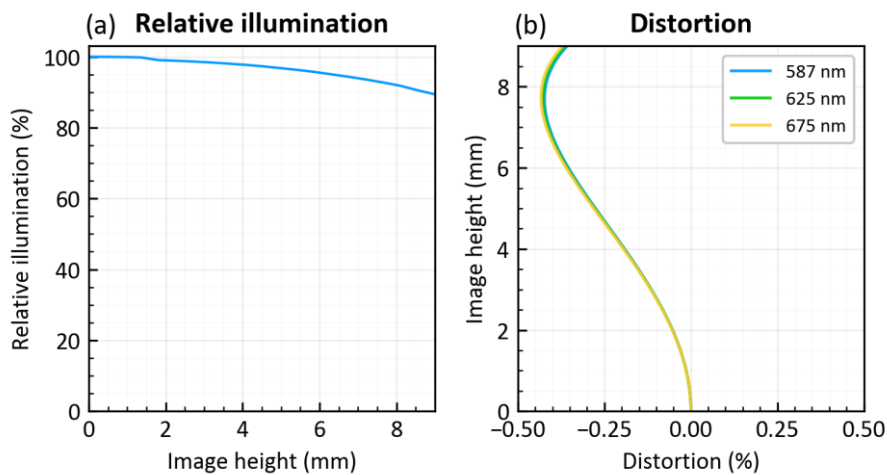 (a) Relative illumination
Relative illumination (%)
100
80
60
40
20
0
0 2 4 6 8
Image height (mm)
(b) Distortion
Image height (mm)
8
6
4
2
0
587 nm
625 nm
675 nm
−0.50 −0.25 0.00 0.25 0.50
Distortion (%)